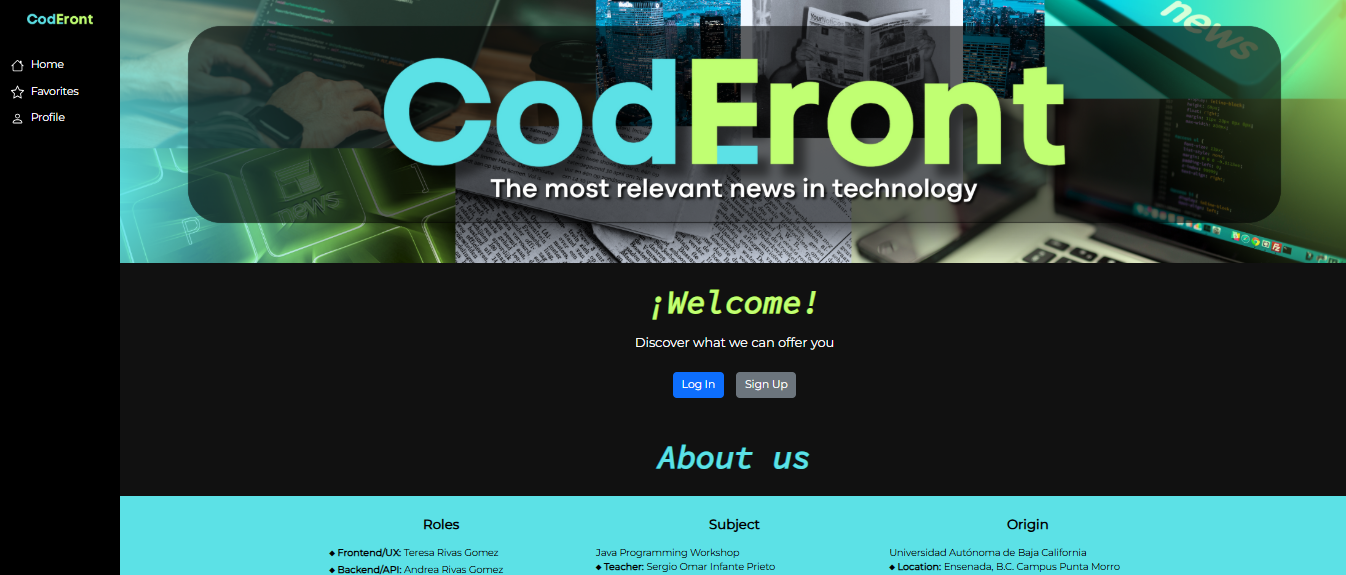 CodEront
Home
Favorites
Profile
news
CodEront
The most relevant news in technology
NEWS
¡Welcome!
Discover what we can offer you
Log In
Sign Up
About us
Roles
◆ Frontend/UX: Teresa Rivas Gomez
◆ Backend/API: Andrea Rivas Gomez
Subject
Java Programming Workshop
◆ Teacher: Sergio Omar Infante Prieto
Origin
Universidad Autónoma de Baja California
◆ Location: Ensenada, B.C. Campus Punta Morro